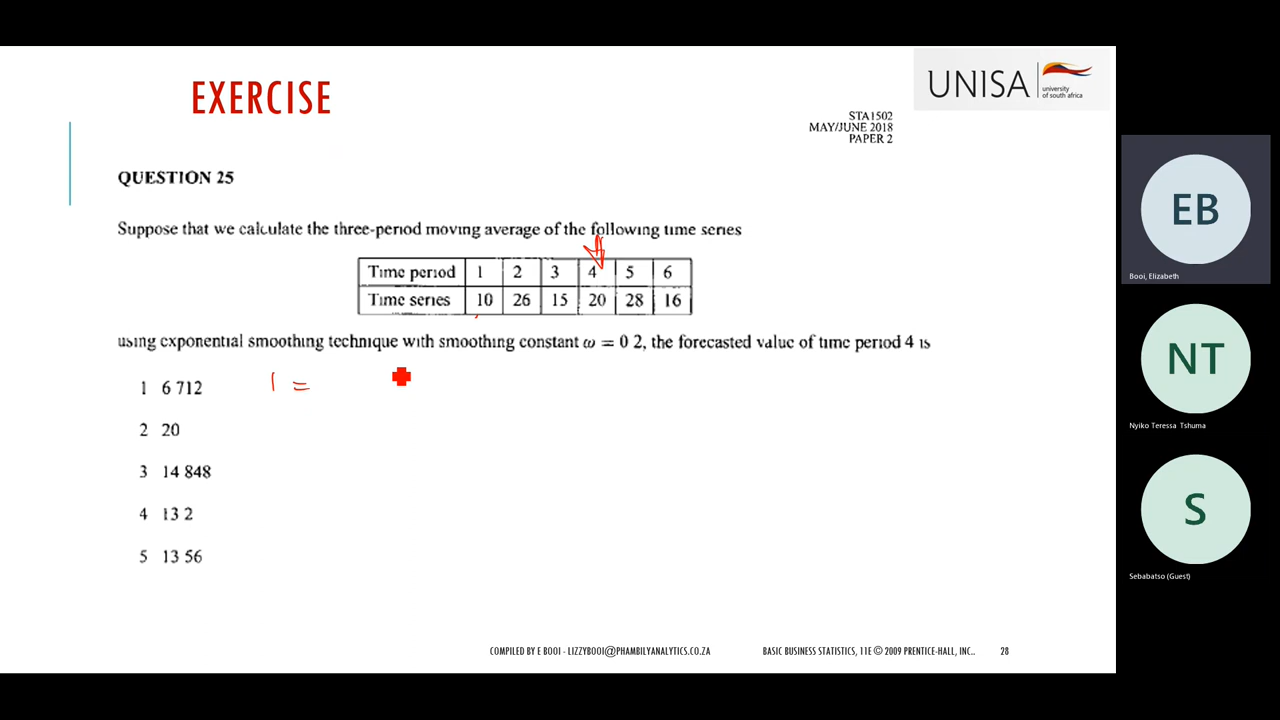 EXERCISE
UNISA
university
of south africa
STA1502
MAY/JUNE 2018
PAPER 2
QUESTION 25
Suppose that we calculate the three-period moving average of the following time series
Time period 1 2 3 4 5 6
Time series 10 26 15 20 28 16
using exponential smoothing technique with smoothing constant ω = 0 2, the forecasted value of time period 4 is
1 6 712
1 =
2 20
3 14 848
4 13 2
5 13 56
COMPILED BY E BOOI - LIZZYBOOI@PHAMBILYANALYTICS.CO.ZA
BASIC BUSINESS STATISTICS, 11E © 2009 PRENTICE-HALL, INC..
28
EB
Booi, Elizabeth
NT
Nyiko Teressa Tshuma
S
Sebabatso (Guest)